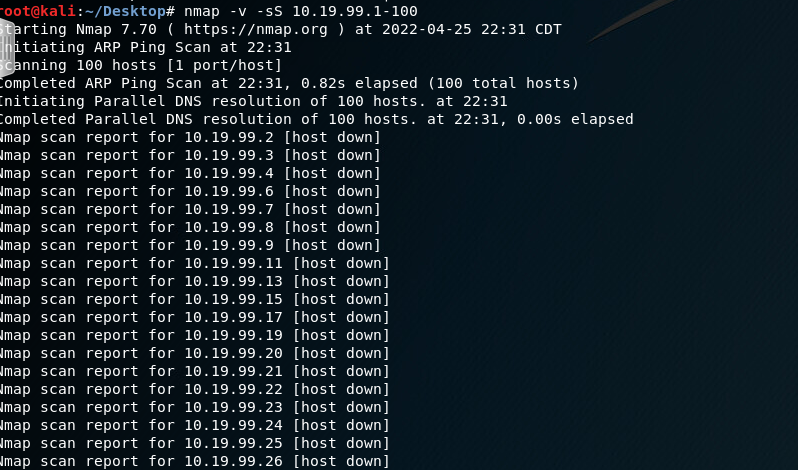 root@kali:~/Desktop# nmap -v -sS 10.19.99.1-100
Starting Nmap 7.70 ( https://nmap.org ) at 2022-04-25 22:31 CDT
Initiating ARP Ping Scan at 22:31
Scanning 100 hosts [1 port/host]
Completed ARP Ping Scan at 22:31, 0.82s elapsed (100 total hosts)
Initiating Parallel DNS resolution of 100 hosts. at 22:31
Completed Parallel DNS resolution of 100 hosts. at 22:31, 0.00s elapsed
Nmap scan report for 10.19.99.2 [host down]
Nmap scan report for 10.19.99.3 [host down]
Nmap scan report for 10.19.99.4 [host down]
Nmap scan report for 10.19.99.6 [host down]
Nmap scan report for 10.19.99.7 [host down]
Nmap scan report for 10.19.99.8 [host down]
Nmap scan report for 10.19.99.9 [host down]
Nmap scan report for 10.19.99.11 [host down]
Nmap scan report for 10.19.99.13 [host down]
Nmap scan report for 10.19.99.15 [host down]
Nmap scan report for 10.19.99.17 [host down]
Nmap scan report for 10.19.99.19 [host down]
Nmap scan report for 10.19.99.20 [host down]
Nmap scan report for 10.19.99.21 [host down]
Nmap scan report for 10.19.99.22 [host down]
Nmap scan report for 10.19.99.23 [host down]
Nmap scan report for 10.19.99.24 [host down]
Nmap scan report for 10.19.99.25 [host down]
Nmap scan report for 10.19.99.26 [host down]